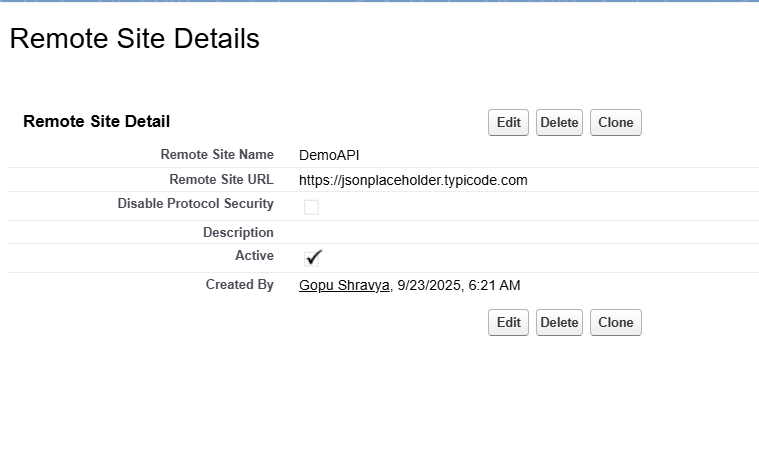 Remote Site Details
Remote Site Detail Edit Delete Clone
Remote Site Name DemoAPI
Remote Site URL https://jsonplaceholder.typicode.com
Disable Protocol Security
Description
Active
Created By Gopu Shravya, 9/23/2025, 6:21 AM
Edit Delete Clone